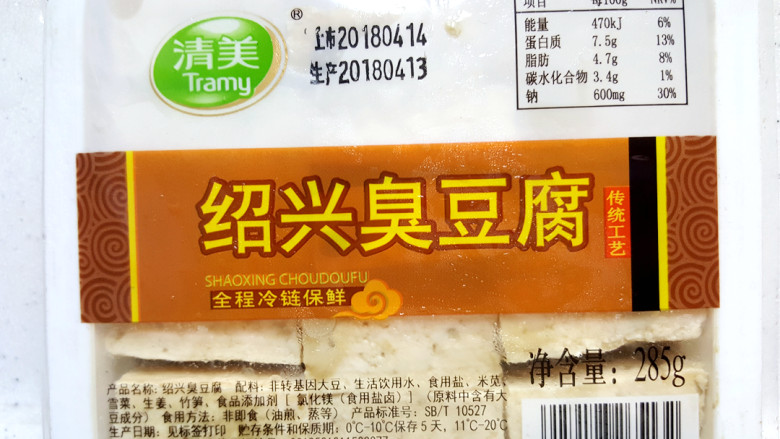 清美
Tramy
®
上市20180414
生产20180413
项目 每100g NRV%
能量 470kJ 6%
蛋白质 7.5g 13%
脂肪 4.7g 8%
碳水化合物 3.4g 1%
钠 600mg 30%
绍兴臭豆腐
传统工艺
SHAOXING CHOUDOUFU
全程冷链保鲜
净含量: 285g
产品名称: 绍兴臭豆腐 配料: 非转基因大豆、生活饮用水、食用盐、米苋、
雪菜、生姜、竹笋、食品添加剂[氯化镁(食用盐卤)] (原料中含有大
豆成分) 食用方法: 非即食(油煎、蒸等) 产品标准号: SB/T 10527
生产日期: 见标签打印 贮存条件和保质期: 0℃-10℃保存5天, 11℃-20℃